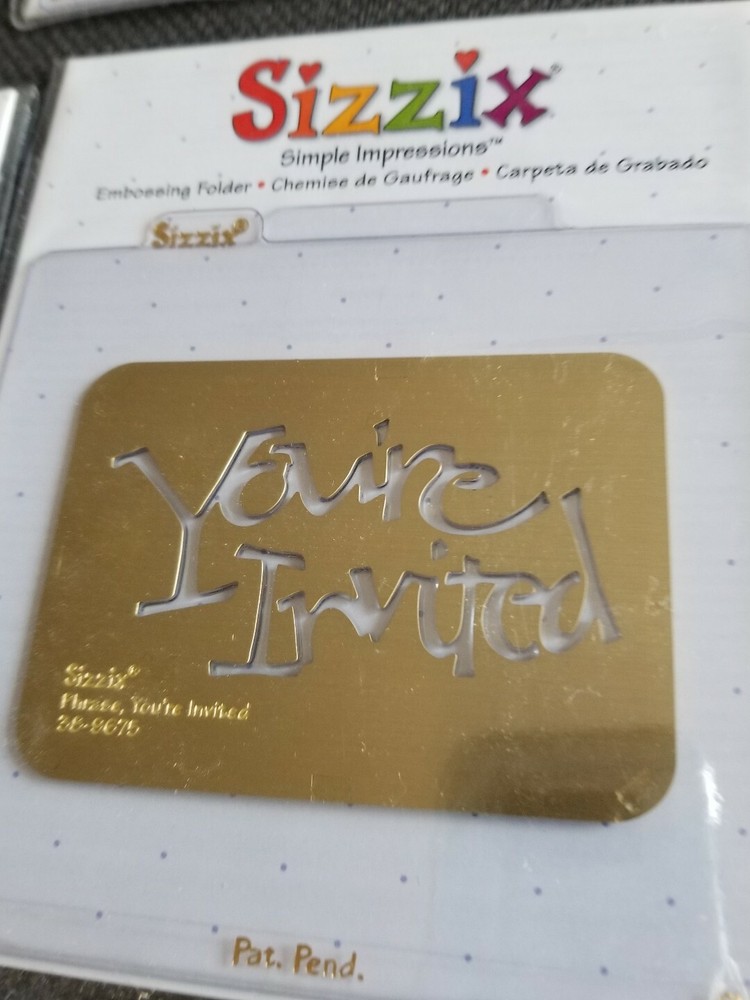 Sizzix®
Simple Impressions™
Embossing Folder • Chemise de Gaufrage • Carpeta de Grabado
Sizzix®
You're
Invited
Sizzix®
Phrase, You're Invited
38-9675
Pat. Pend.